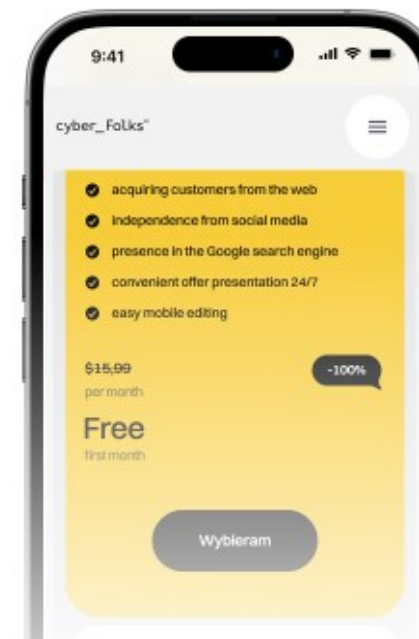 9:41
cyber_Folks™
acquiring customers from the web
independence from social media
presence in the Google search engine
convenient offer presentation 24/7
easy mobile editing
$15,99
-100%
per month
Free
first month
Wybieram